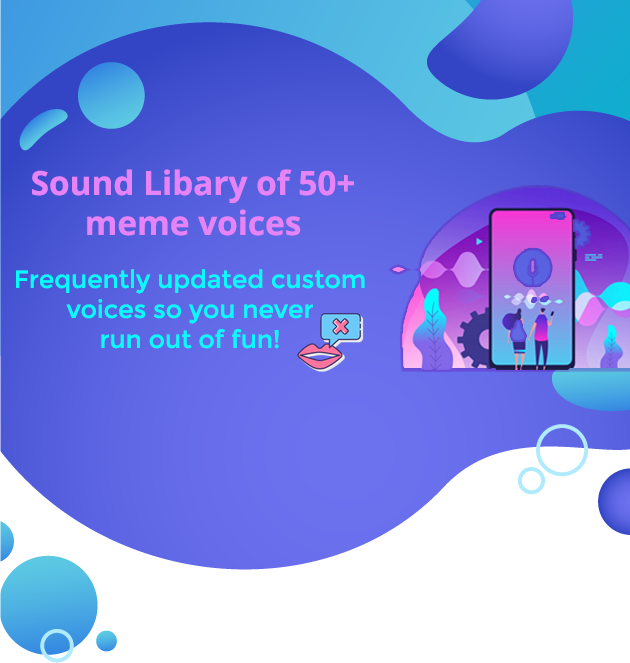 Sound Libary of 50+
meme voices
Frequently updated custom
voices so you never
run out of fun!